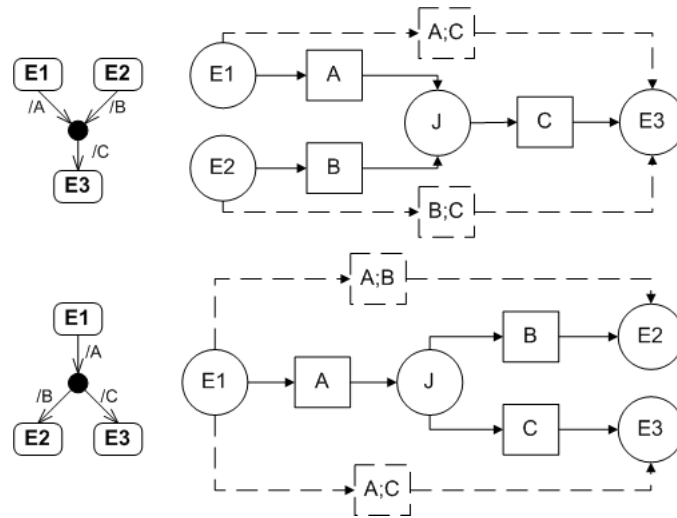 E1 E2
/A /B
/C
E3
A;C
E1 A
J C E3
E2 B
B;C
E1
/A
/B /C
E2 E3
A;B
B E2
E1 A J
C E3
A;C